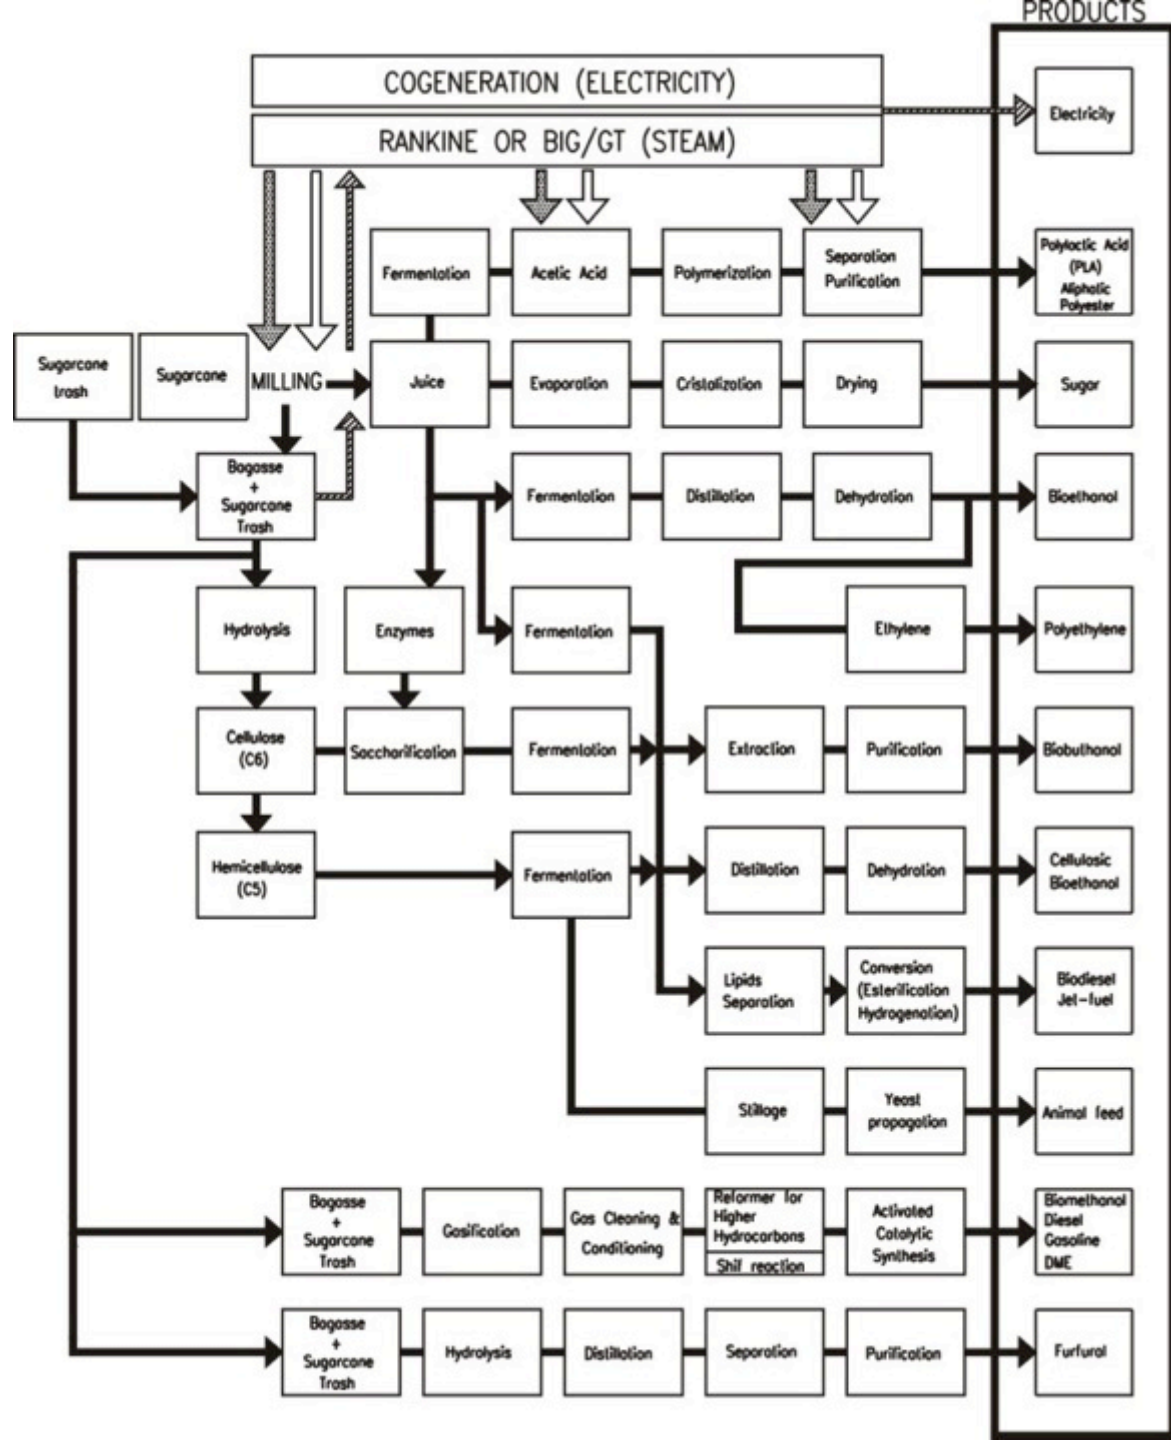 PRODUCTS
COGENERATION (ELECTRICITY)
RANKINE OR BIG/GT (STEAM)
Electricity
Fermentation
Acetic Acid
Polymerization
Separation
Purification
Polylactic Acid
(PLA)
Aliphatic
Polyester
Sugarcane
trash
Sugarcane
MILLING
Juice
Evaporation
Cristalization
Drying
Sugar
Bagasse
+
Sugarcane
Trash
Fermentation
Distillation
Dehydration
Bioethanol
Hydrolysis
Enzymes
Fermentation
Ethylene
Polyethylene
Cellulose
(C6)
Saccharification
Fermentation
Extraction
Purification
Biobuthanol
Hemicellulose
(C5)
Fermentation
Distillation
Dehydration
Cellulosic
Bioethanol
Lipids
Separation
Conversion
(Esterification
Hydrogenation)
Biodiesel
Jet-fuel
Stillage
Yeast
propagation
Animal feed
Bagasse
+
Sugarcane
Trash
Gasification
Gas Cleaning &
Conditioning
Reformer for
Higher
Hydrocarbons
Shif reaction
Activated
Catalytic
Synthesis
Biomethanol
Diesel
Gasoline
DME
Bagasse
+
Sugarcane
Trash
Hydrolysis
Distillation
Separation
Purification
Furfural